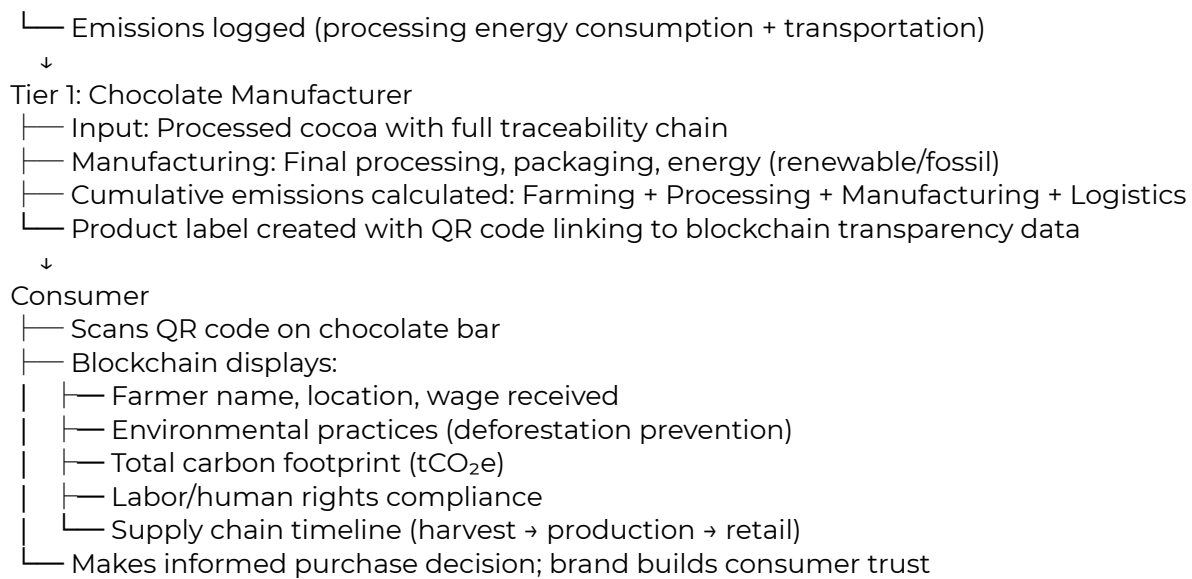 └── Emissions logged (processing energy consumption + transportation)
↓
Tier 1: Chocolate Manufacturer
├── Input: Processed cocoa with full traceability chain
├── Manufacturing: Final processing, packaging, energy (renewable/fossil)
├── Cumulative emissions calculated: Farming + Processing + Manufacturing + Logistics
└── Product label created with QR code linking to blockchain transparency data
↓
Consumer
├── Scans QR code on chocolate bar
├── Blockchain displays:
│   ├── Farmer name, location, wage received
│   ├── Environmental practices (deforestation prevention)
│   ├── Total carbon footprint (tCO₂e)
│   ├── Labor/human rights compliance
│   └── Supply chain timeline (harvest → production → retail)
└── Makes informed purchase decision; brand builds consumer trust